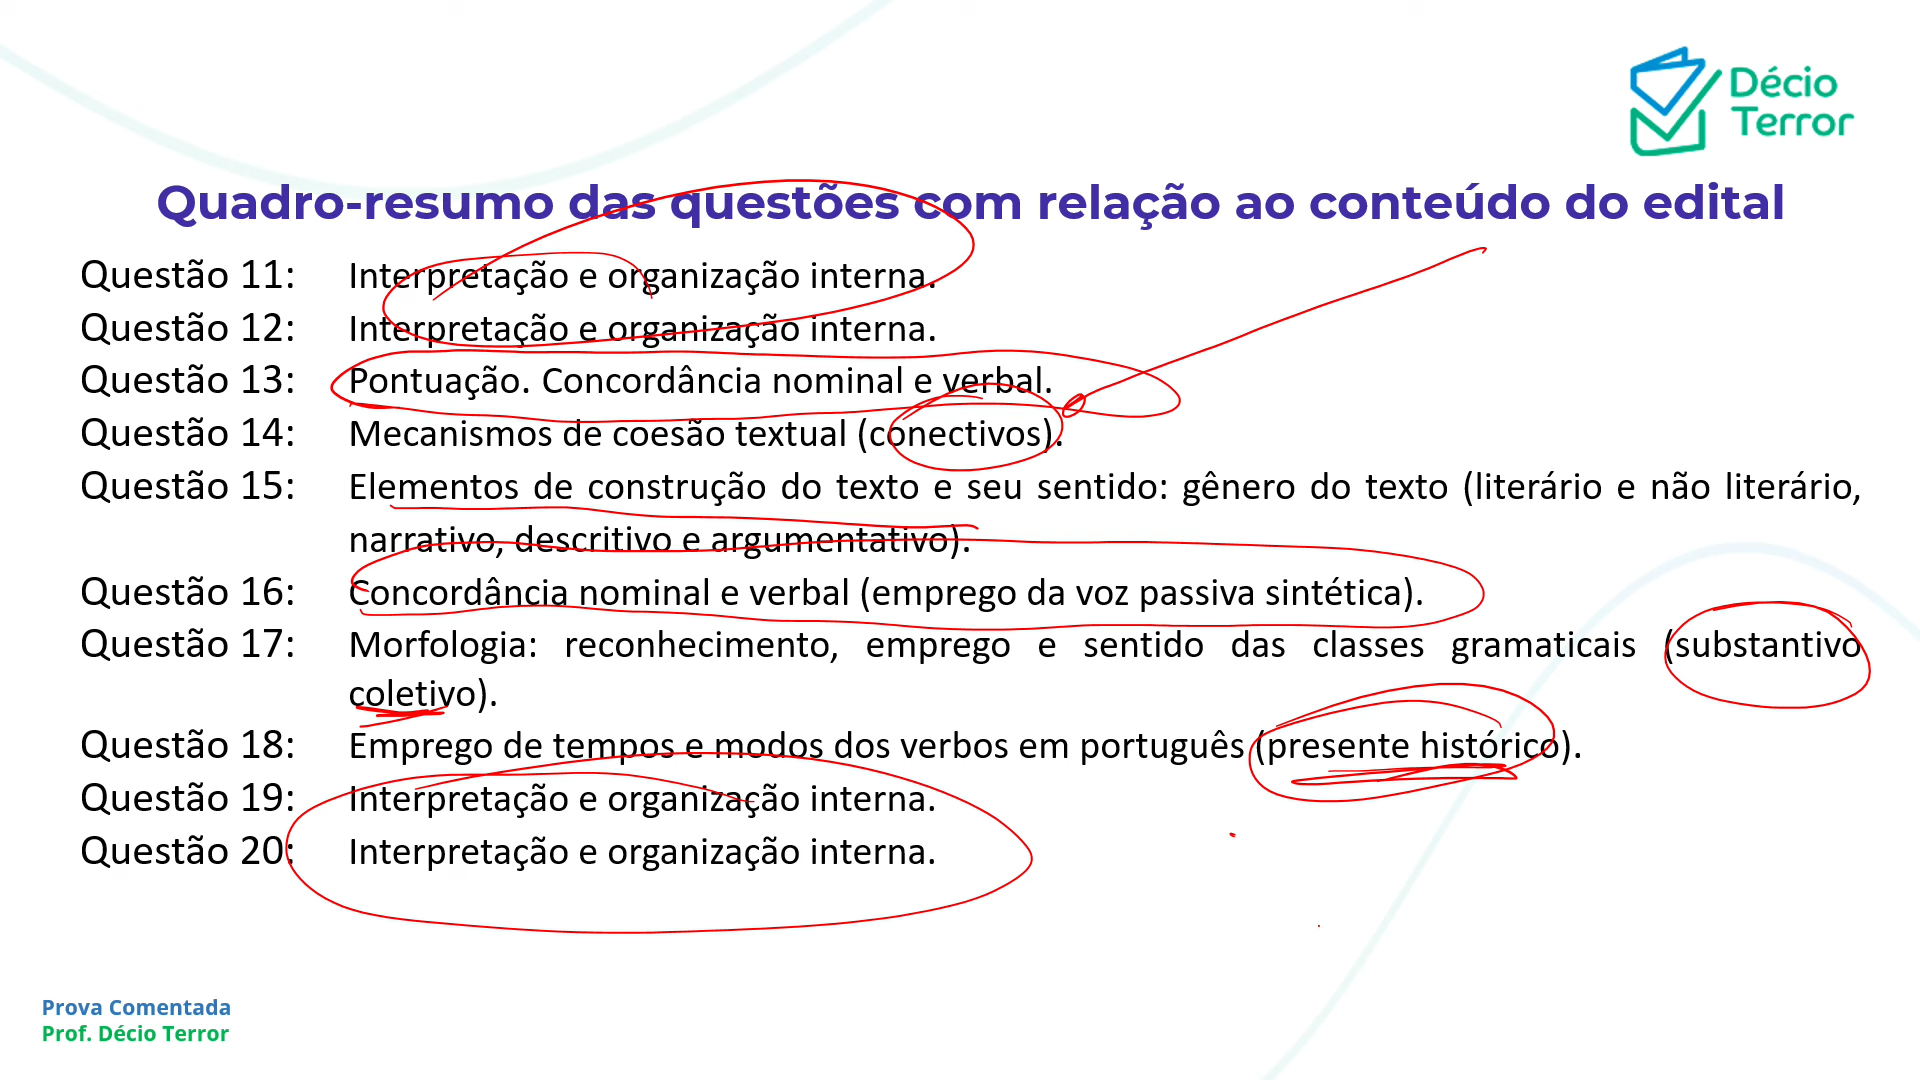 Décio
Terror
Quadro-resumo das questões com relação ao conteúdo do edital
Questão 11: Interpretação e organização interna.
Questão 12: Interpretação e organização interna.
Questão 13: Pontuação. Concordância nominal e verbal.
Questão 14: Mecanismos de coesão textual (conectivos).
Questão 15: Elementos de construção do texto e seu sentido: gênero do texto (literário e não literário,
narrativo, descritivo e argumentativo).
Questão 16: Concordância nominal e verbal (emprego da voz passiva sintética).
Questão 17: Morfologia: reconhecimento, emprego e sentido das classes gramaticais (substantivo
coletivo).
Questão 18: Emprego de tempos e modos dos verbos em português (presente histórico).
Questão 19: Interpretação e organização interna.
Questão 20: Interpretação e organização interna.
Prova Comentada
Prof. Décio Terror